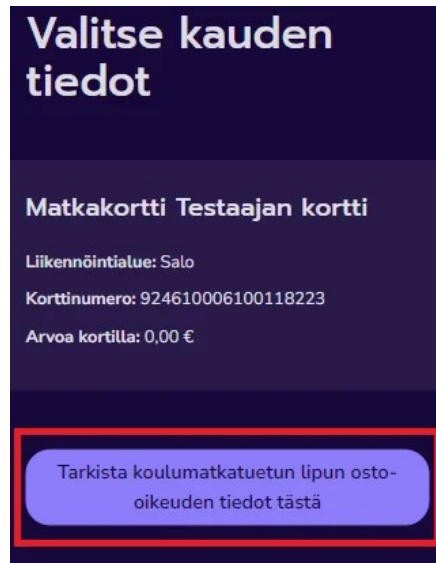 Valitse kauden
tiedot
Matkakortti Testaajan kortti
Liikennöintialue: Salo
Korttinumero: 924610006100118223
Arvoa kortilla: 0,00 €
Tarkista koulumatkatuetun lipun osto-
oikeuden tiedot tästä